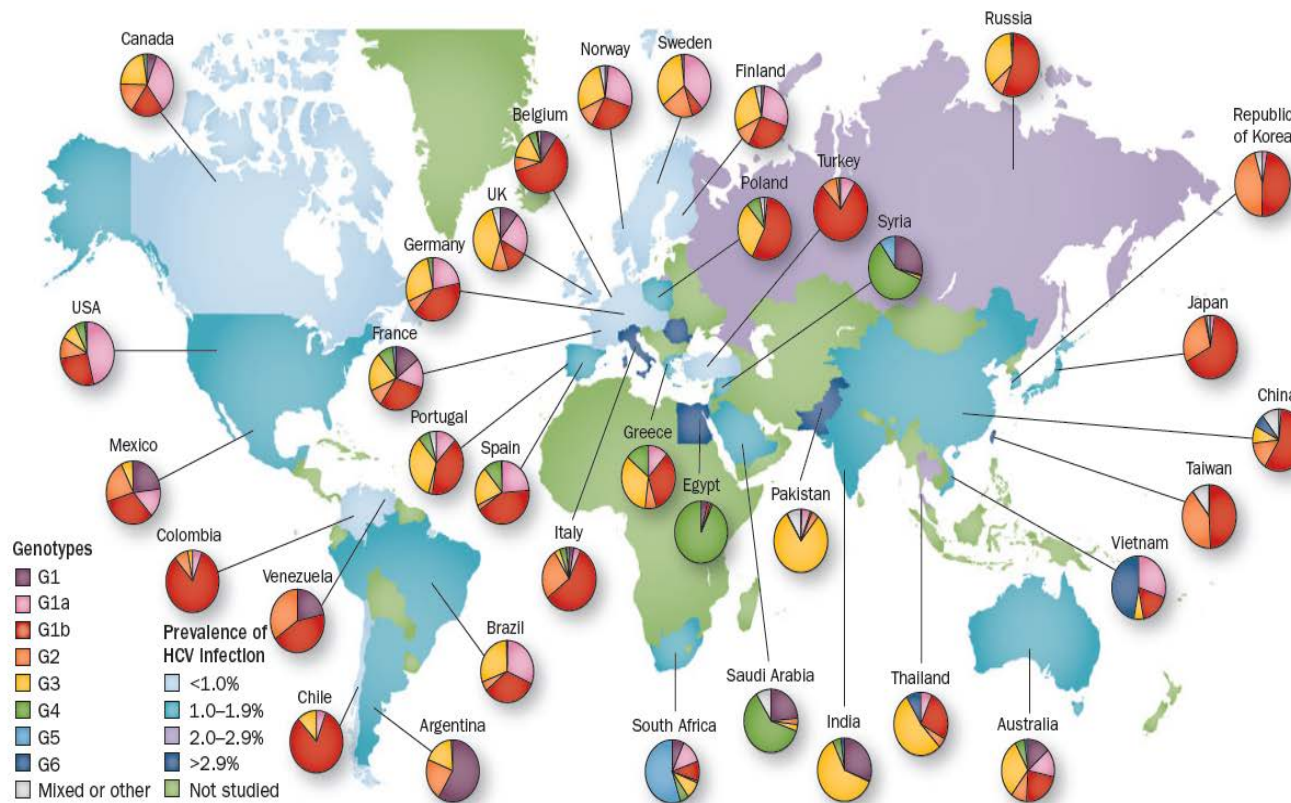 Canada
Norway
Sweden
Finland
Russia
Republic
of Korea
Belgium
UK
Germany
Poland
Turkey
Syria
USA
France
Japan
China
Mexico
Portugal
Spain
Greece
Egypt
Pakistan
Taiwan
Colombia
Venezuela
Italy
Vietnam
Brazil
Chile
Argentina
South Africa
Saudi Arabia
India
Thailand
Australia
Genotypes
G1
G1a
G1b
G2
G3
G4
G5
G6
Mixed or other
Prevalence of
HCV Infection
<1.0%
1.0–1.9%
2.0–2.9%
>2.9%
Not studied